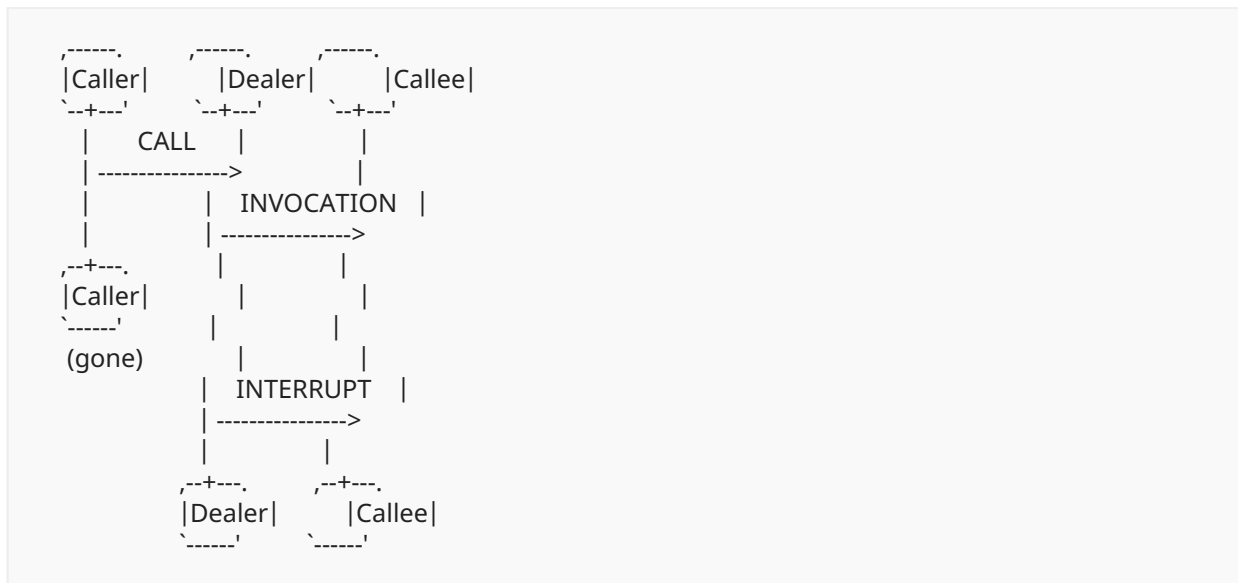 ,------.          ,------.          ,------.
|Caller|          |Dealer|          |Callee|
`--+---'          `--+---'          `--+---'
   |       CALL      |                 |
   | ---------------->                 |
   |                 |    INVOCATION   |
   |                 | ---------------->
,--+---.             |                 |
|Caller|             |                 |
`------'             |                 |
 (gone)              |                 |
                     |    INTERRUPT    |
                     | ---------------->
                     |                 |
                  ,--+---.          ,--+---.
                  |Dealer|          |Callee|
                  `------'          `------'